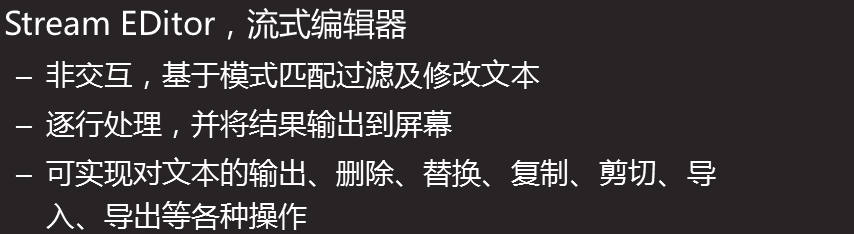 Stream EDitor，流式编辑器
– 非交互，基于模式匹配过滤及修改文本
– 逐行处理，并将结果输出到屏幕
– 可实现对文本的输出、删除、替换、复制、剪切、导
入、导出等各种操作